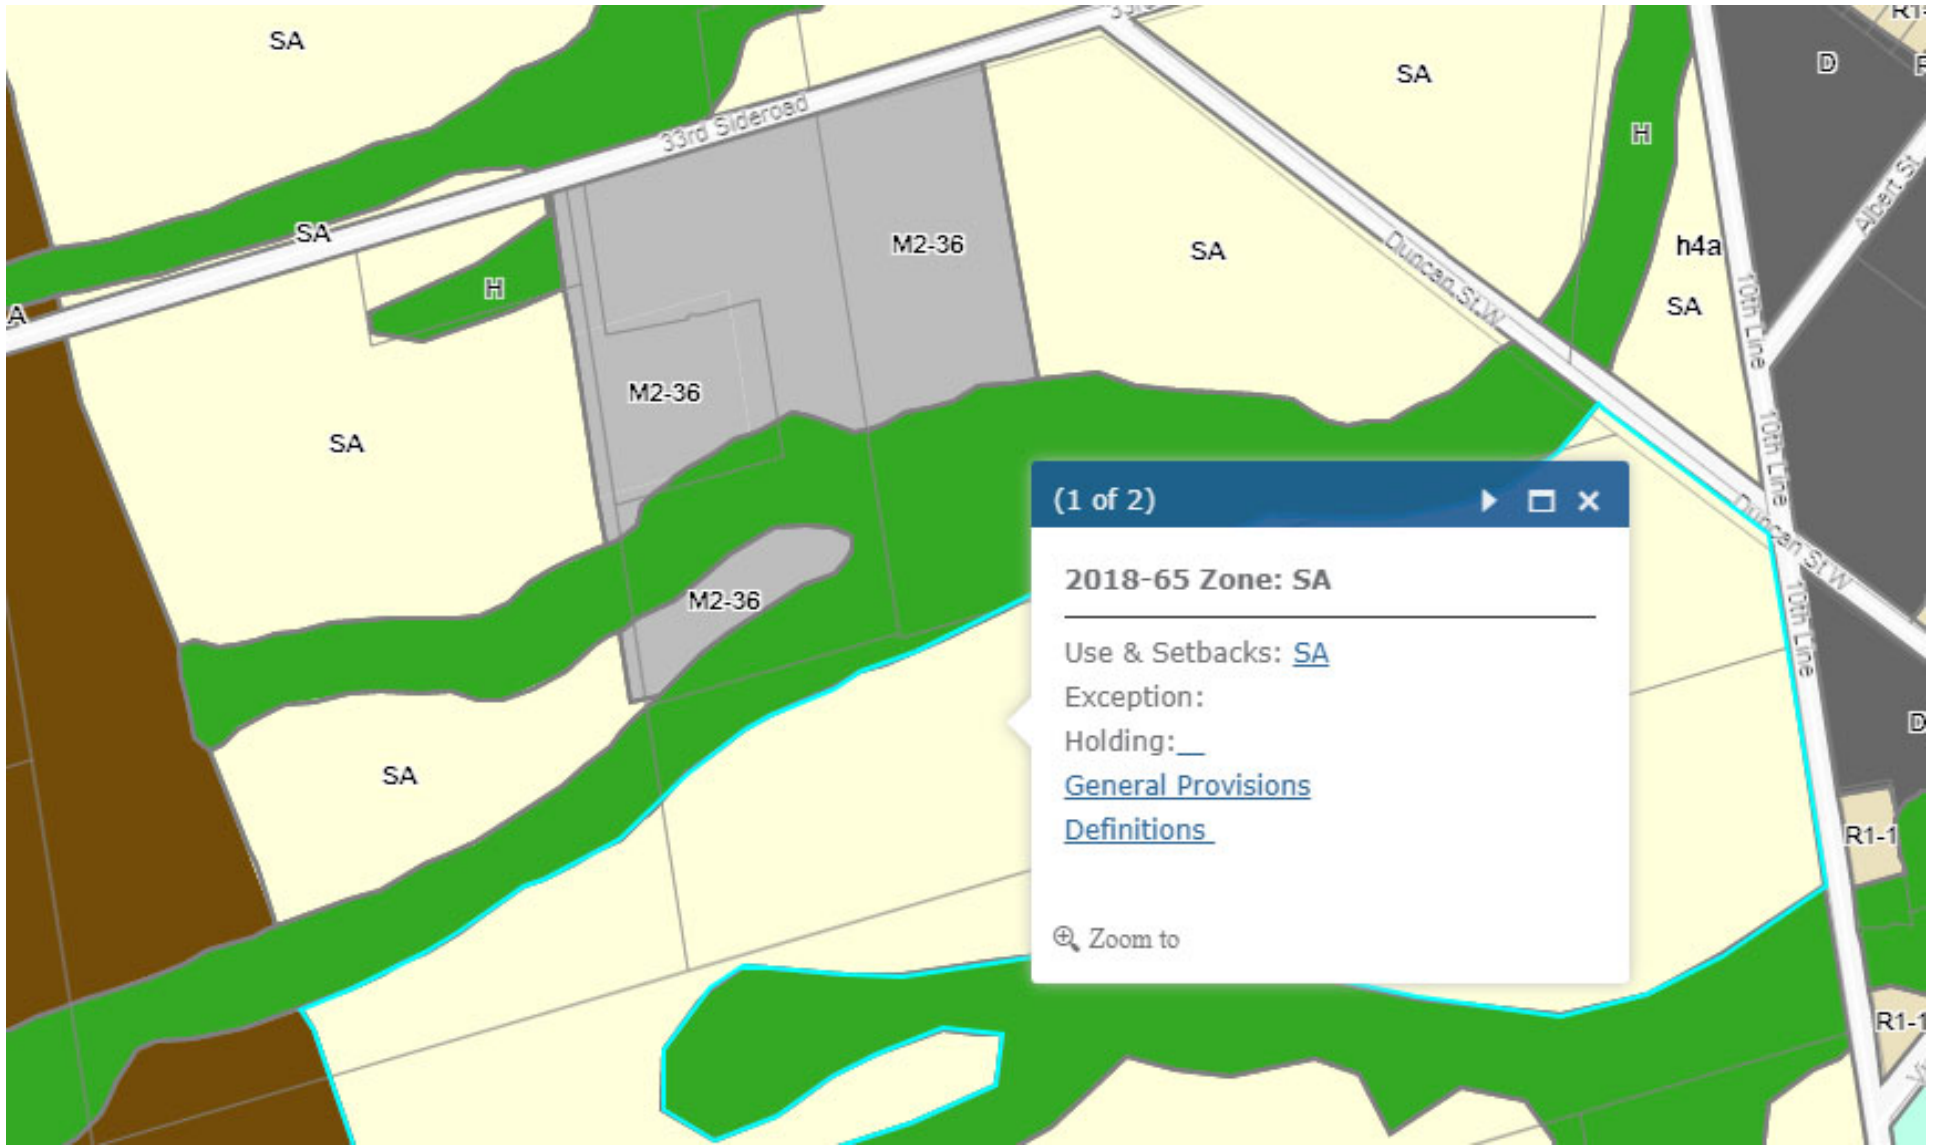 SA
R1-
33rd Sideroad
SA
D
H
Albert St
SA
M2-36
SA
Duncan St W
h4a
H
10th Line
SA
A
M2-36
SA
10th Line
(1 of 2)
Duncan St W
2018-65 Zone: SA
M2-36
10th Line
Use & Setbacks: SA
Exception:
Holding:
D
SA
General Provisions
Definitions
R1-1
Zoom to
R1-1